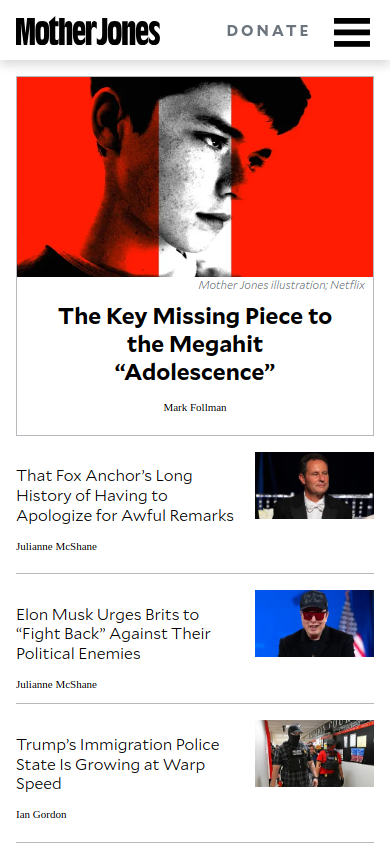 Mother Jones
DONATE
Mother Jones illustration; Netflix
The Key Missing Piece to
the Megahit
“Adolescence”
Mark Follman
That Fox Anchor’s Long
History of Having to
Apologize for Awful Remarks
Julianne McShane
Elon Musk Urges Brits to
“Fight Back” Against Their
Political Enemies
Julianne McShane
Trump’s Immigration Police
State Is Growing at Warp
Speed
Ian Gordon